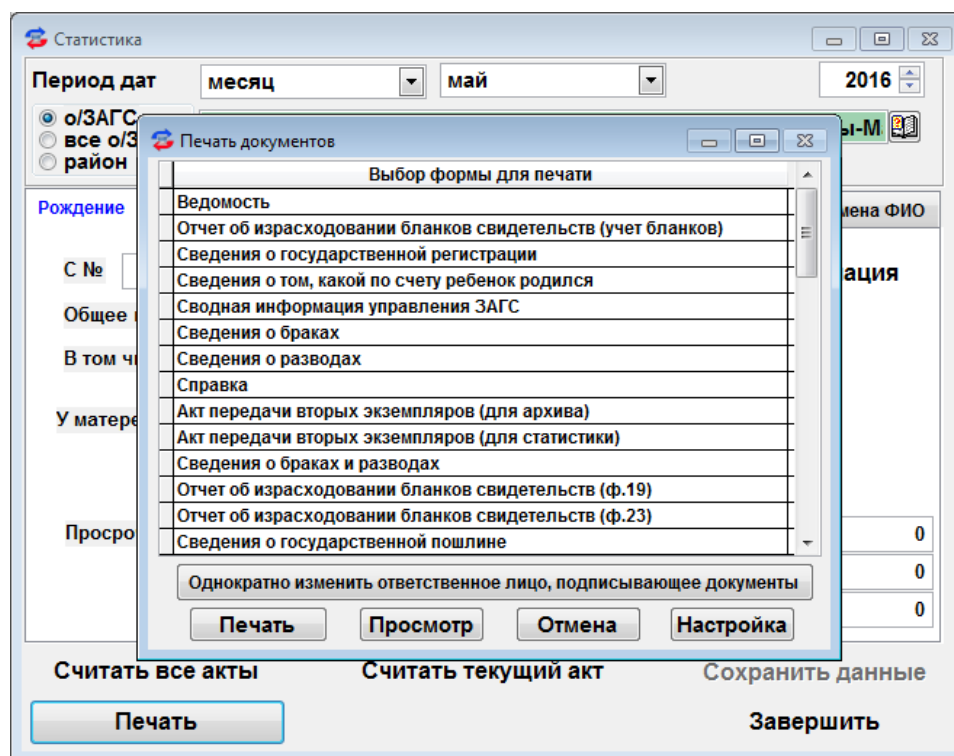 Статистика
Период дат
месяц
май
2016
о/ЗАГС
все о/З
район
ы-М
Печать документов
Выбор формы для печати
Ведомость
Отчет об израсходовании бланков свидетельств (учет бланков)
Сведения о государственной регистрации
Сведения о том, какой по счету ребенок родился
Сводная информация управления ЗАГС
Сведения о браках
Сведения о разводах
Справка
Акт передачи вторых экземпляров (для архива)
Акт передачи вторых экземпляров (для статистики)
Сведения о браках и разводах
Отчет об израсходовании бланков свидетельств (ф.19)
Отчет об израсходовании бланков свидетельств (ф.23)
Сведения о государственной пошлине
Однократно изменить ответственное лицо, подписывающее документы
Печать Просмотр Отмена Настройка
Рождение
мена ФИО
С №
ация
Общее
В том чи
У матере
Просро
0
0
0
Считать все акты Считать текущий акт Сохранить данные
Печать Завершить